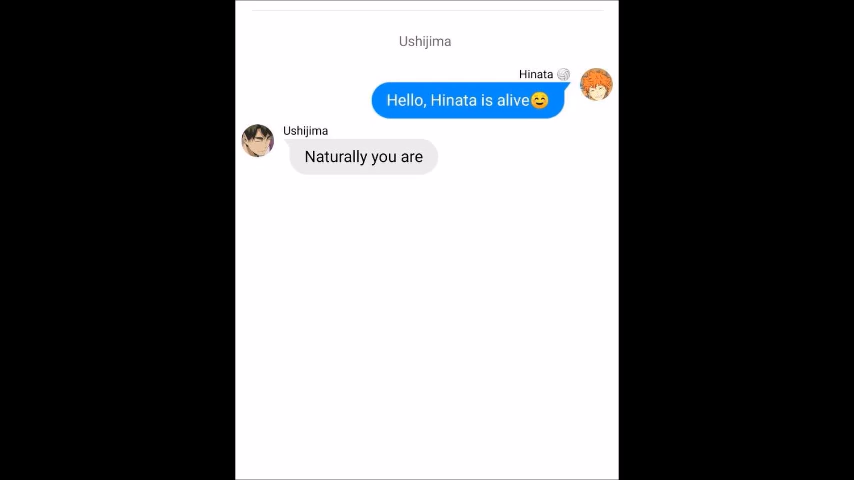 Ushijima
Hinata 🏐
Hello, Hinata is alive😊
Ushijima
Naturally you are